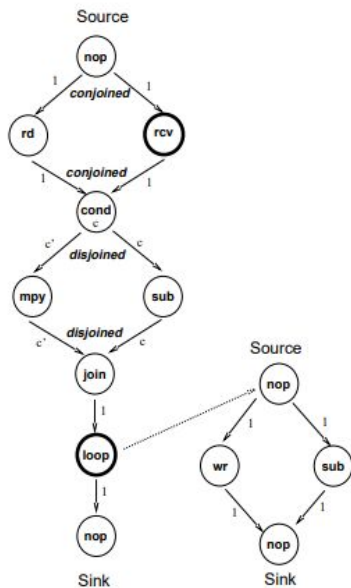 Source
nop
1 1
conjoined
rd rcv
conjoined
1 1
cond
c
c' c
disjoined
mpy sub
disjoined
c' c
join
1
loop
1
nop
Sink
Source
nop
1 1
wr sub
1 1
nop
Sink